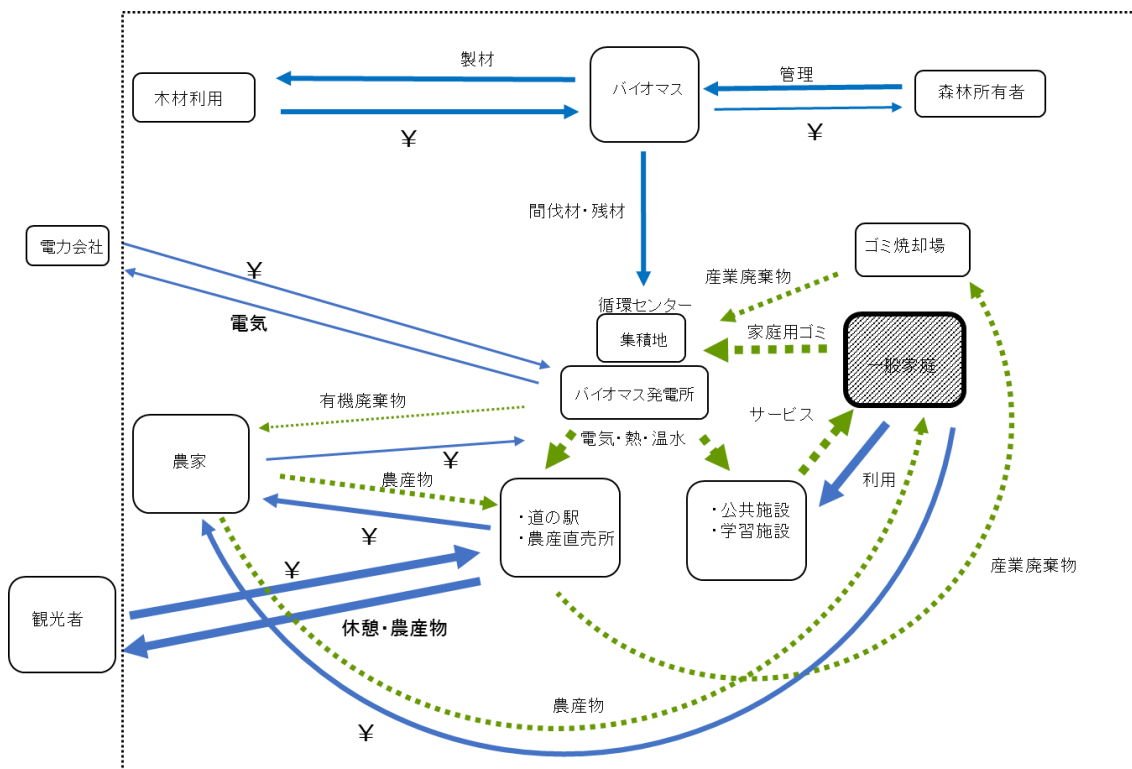 製材
バイオマス
管理
木材利用
森林所有者
¥
¥
間伐材・残材
電力会社
¥
ゴミ焼却場
産業廃棄物
電気
循環センター
集積地
家庭用ゴミ
一般家庭
バイオマス発電所
有機廃棄物
サービス
電気・熱・温水
農家
¥
農産物
利用
・道の駅
・農産直売所
・公共施設
・学習施設
¥
産業廃棄物
¥
観光者
休憩・農産物
農産物
¥